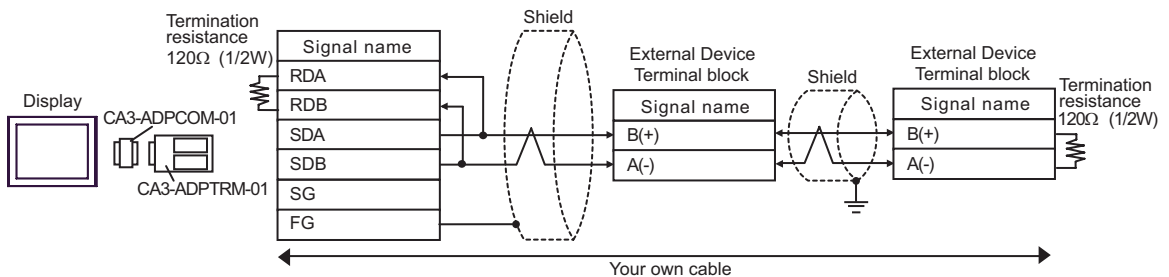 Display
CA3-ADPCOM-01
CA3-ADPTRM-01
Termination
resistance
120Ω (1/2W)
Signal name
RDA
RDB
SDA
SDB
SG
FG
Shield
External Device
Terminal block
Signal name
B(+)
A(-)
Shield
External Device
Terminal block
Signal name
B(+)
A(-)
Termination
resistance
120Ω (1/2W)
Your own cable